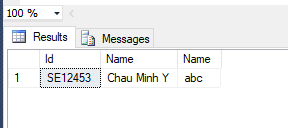 100 %
Results Messages
Id Name Name
1 SE12453 Chau Minh Y abc